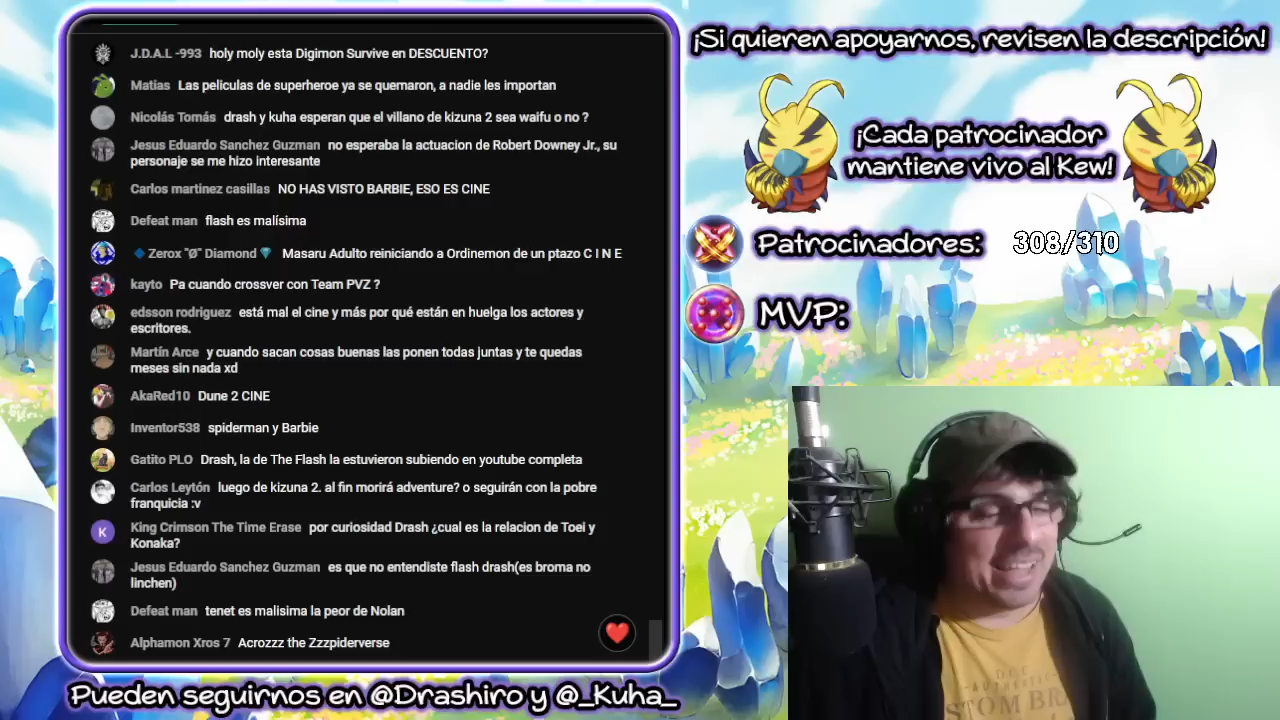 J.D.A.L -993 holy moly esta Digimon Survive en DESCUENTO?
Matias Las peliculas de superheroe ya se quemaron, a nadie les importan
Nicolás Tomás drash y kuha esperan que el villano de kizuna 2 sea waifu o no ?
Jesus Eduardo Sanchez Guzman no esperaba la actuacion de Robert Downey Jr., su
personaje se me hizo interesante
Carlos martínez casillas NO HAS VISTO BARBIE, ESO ES CINE
Defeat man flash es malísima
Zerox "Ø" Diamond Masaru Adulto reiniciando a Ordinemon de un ptazo C I N E
kayto Pa cuando crossver con Team PVZ ?
edsson rodriguez está mal el cine y más por qué están en huelga los actores y
escritores.
Martín Arce y cuando sacan cosas buenas las ponen todas juntas y te quedas
meses sin nada xd
AkaRed10 Dune 2 CINE
Inventor538 spiderman y Barbie
Gatito PLO Drash, la de The Flash la estuvieron subiendo en youtube completa
Carlos Leytón luego de kizuna 2. al fin morirá adventure? o seguirán con la pobre
franquicia :v
K King Crimson The Time Erase por curiosidad Drash ¿cual es la relacion de Toei y
Konaka?
Jesus Eduardo Sanchez Guzman es que no entendiste flash drash(es broma no
linchen)
Defeat man tenet es malisima la peor de Nolan
Alphamon Xros 7 Acrozzz the Zzzpiderverse
Pueden seguirnos en @Drashiro y @_Kuha_
¡Si quieren apoyarnos, revisen la descripción!
¡Cada patrocinador
mantiene vivo al Kew!
Patrocinadores: 308/310
MVP: